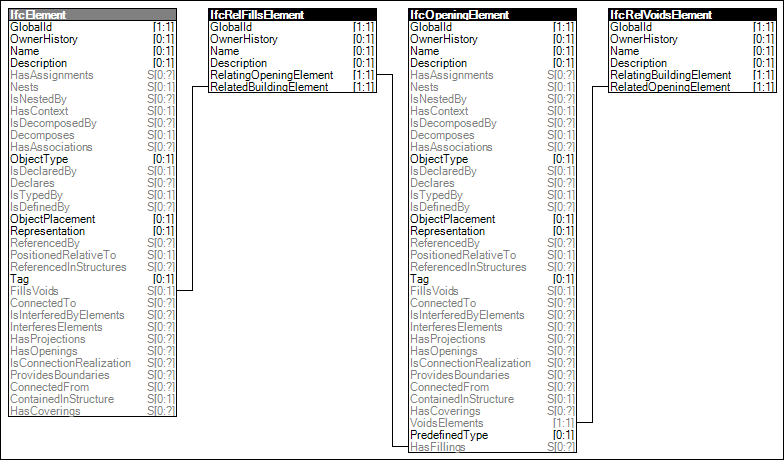 IfcElement
GlobalId [1:1]
OwnerHistory [0:1]
Name [0:1]
Description [0:1]
HasAssignments S[0:?]
Nests S[0:1]
IsNestedBy S[0:?]
HasContext S[0:1]
IsDecomposedBy S[0:?]
Decomposes S[0:1]
HasAssociations S[0:?]
ObjectType [0:1]
IsDeclaredBy S[0:1]
Declares S[0:?]
IsTypedBy S[0:1]
IsDefinedBy S[0:?]
ObjectPlacement [0:1]
Representation [0:1]
ReferencedBy S[0:?]
PositionedRelativeTo S[0:1]
ReferencedInStructures S[0:?]
Tag [0:1]
FillsVoids S[0:1]
ConnectedTo S[0:?]
IsInterferedByElements S[0:?]
InterferesElements S[0:?]
HasProjections S[0:?]
HasOpenings S[0:?]
IsConnectionRealization S[0:?]
ProvidesBoundaries S[0:?]
ConnectedFrom S[0:?]
ContainedInStructure S[0:1]
HasCoverings S[0:?]
IfcRelFillsElement
GlobalId [1:1]
OwnerHistory [0:1]
Name [0:1]
Description [0:1]
RelatingOpeningElement [1:1]
RelatedBuildingElement [1:1]
IfcOpeningElement
GlobalId [1:1]
OwnerHistory [0:1]
Name [0:1]
Description [0:1]
HasAssignments S[0:?]
Nests S[0:1]
IsNestedBy S[0:?]
HasContext S[0:1]
IsDecomposedBy S[0:?]
Decomposes S[0:1]
HasAssociations S[0:?]
ObjectType [0:1]
IsDeclaredBy S[0:1]
Declares S[0:?]
IsTypedBy S[0:1]
IsDefinedBy S[0:?]
ObjectPlacement [0:1]
Representation [0:1]
ReferencedBy S[0:?]
PositionedRelativeTo S[0:1]
ReferencedInStructures S[0:?]
Tag [0:1]
FillsVoids S[0:1]
ConnectedTo S[0:?]
IsInterferedByElements S[0:?]
InterferesElements S[0:?]
HasProjections S[0:?]
HasOpenings S[0:?]
IsConnectionRealization S[0:?]
ProvidesBoundaries S[0:?]
ConnectedFrom S[0:?]
ContainedInStructure S[0:1]
HasCoverings S[0:?]
VoidsElements [1:1]
PredefinedType [0:1]
HasFillings S[0:?]
IfcRelVoidsElement
GlobalId [1:1]
OwnerHistory [0:1]
Name [0:1]
Description [0:1]
RelatingBuildingElement [1:1]
RelatedOpeningElement [1:1]